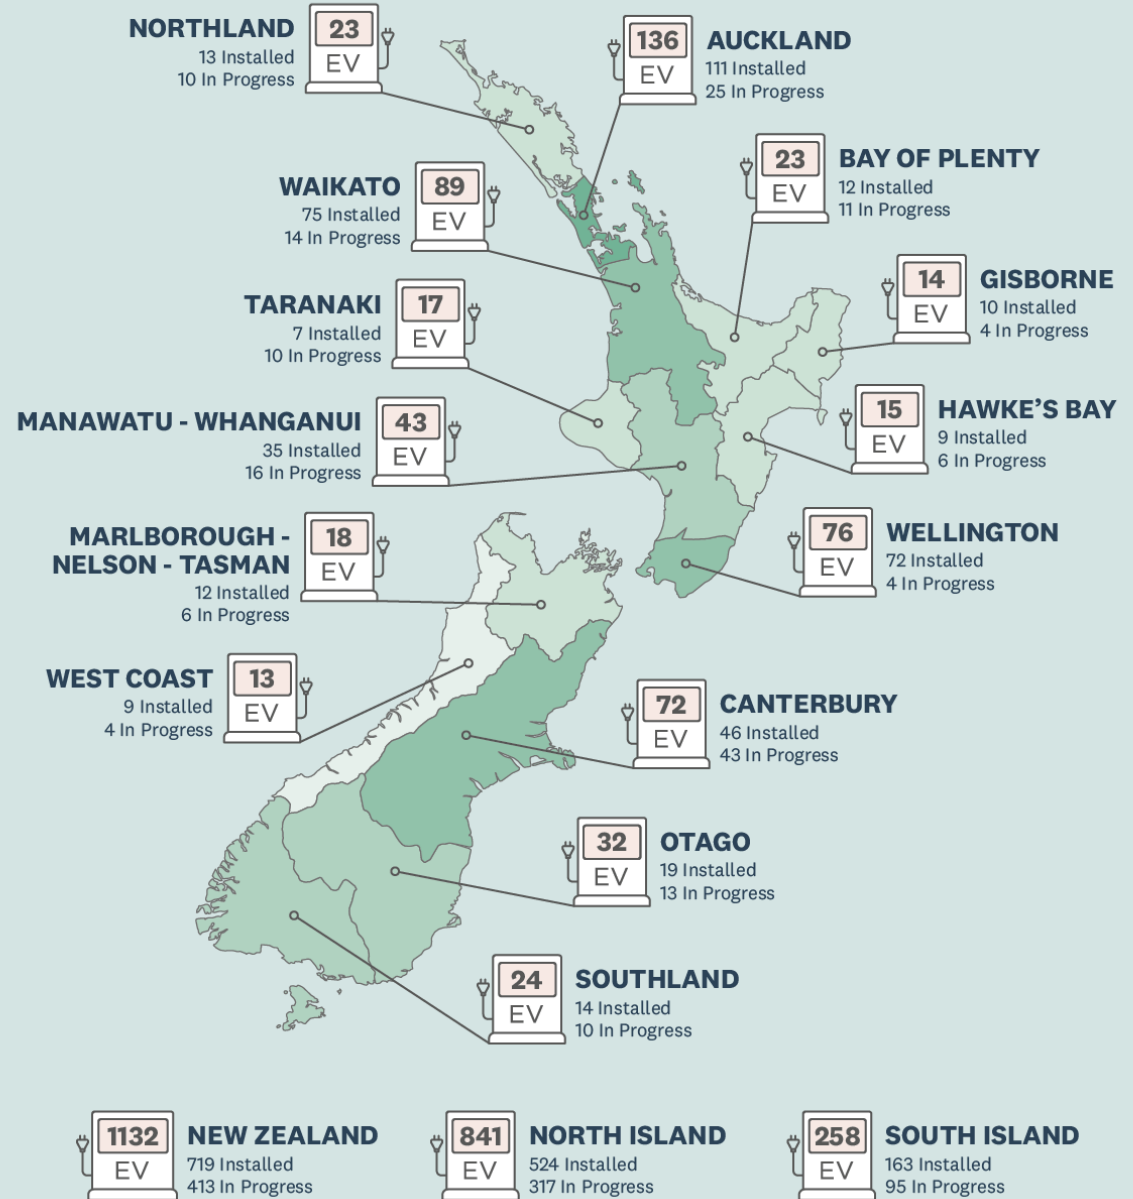 NORTHLAND
13 Installed
10 In Progress
23
EV
136
EV
AUCKLAND
111 Installed
25 In Progress
WAIKATO
75 Installed
14 In Progress
89
EV
23
EV
BAY OF PLENTY
12 Installed
11 In Progress
TARANAKI
7 Installed
10 In Progress
17
EV
14
EV
GISBORNE
10 Installed
4 In Progress
MANAWATU - WHANGANUI
35 Installed
16 In Progress
43
EV
15
EV
HAWKE'S BAY
9 Installed
6 In Progress
MARLBOROUGH -
NELSON - TASMAN
12 Installed
6 In Progress
18
EV
76
EV
WELLINGTON
72 Installed
4 In Progress
WEST COAST
9 Installed
4 In Progress
13
EV
72
EV
CANTERBURY
46 Installed
43 In Progress
32
EV
OTAGO
19 Installed
13 In Progress
24
EV
SOUTHLAND
14 Installed
10 In Progress
1132
EV
NEW ZEALAND
719 Installed
413 In Progress
841
EV
NORTH ISLAND
524 Installed
317 In Progress
258
EV
SOUTH ISLAND
163 Installed
95 In Progress